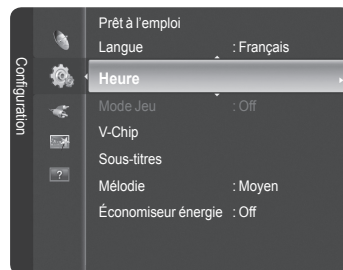 Configuration
Prêt à l'emploi
Langue : Français
Heure
Mode Jeu : Off
V-Chip
Sous-titres
Mélodie : Moyen
Économiseur énergie : Off
?